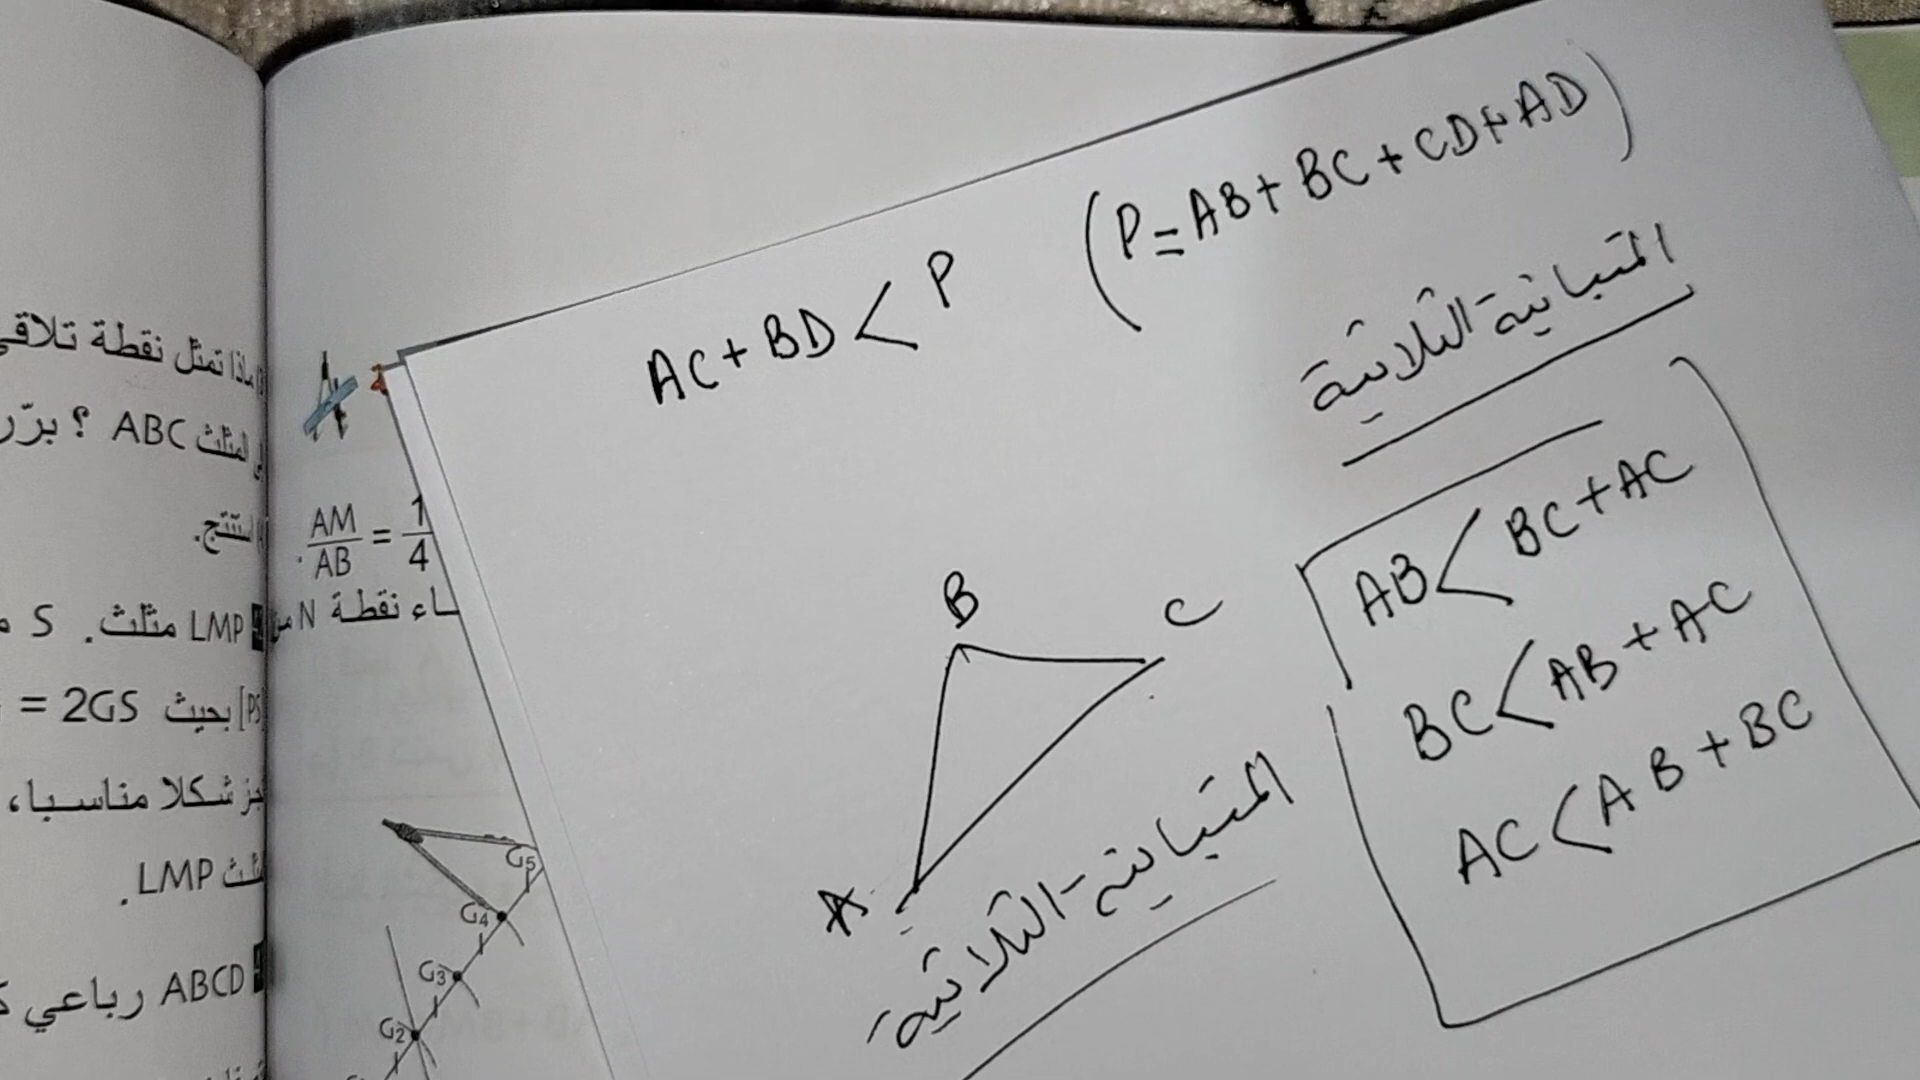 AC + BD < P (P = AB + BC + CD + AD)
المتباينة الثلاثية
AB < BC + AC
BC < AB + AC
AC < AB + BC
B
C
A
المتباينة الثلاثية
ماذا تمثل نقطة تلاقي
المثلث ABC ؟ برّر
استنتج.
LMP مثلث. S
[PS] بحيث = 2GS
شكلا مناسبا،
LMP.
ABCD رباعي
AM/AB = 1/4
نقطة N
G5
G4
G3
G2